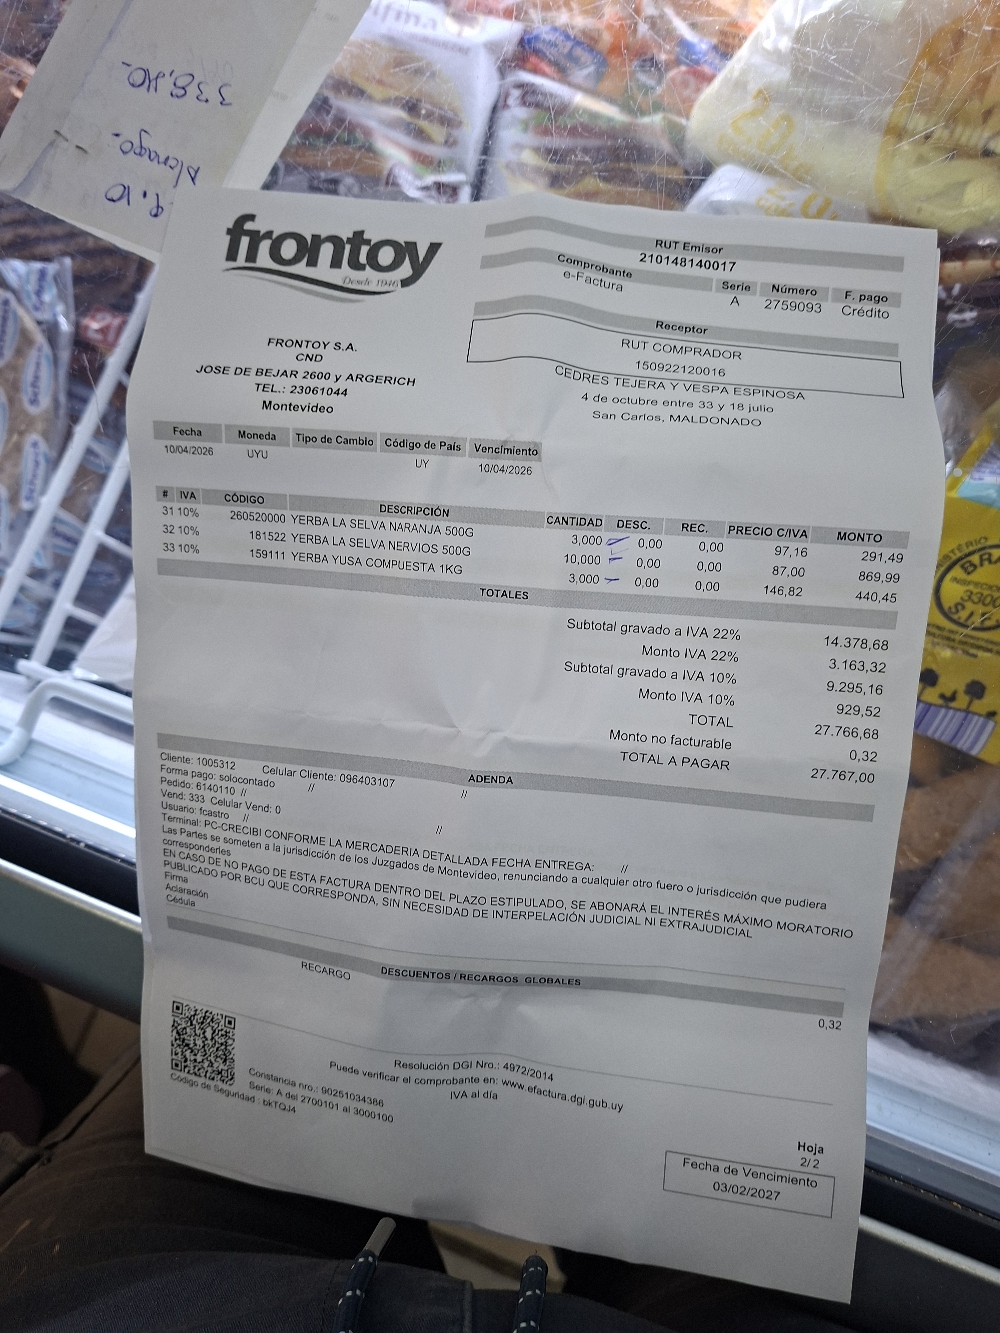 338,40.-
9.10
frontoy
Desde 1946
FRONTOY S.A.
CND
JOSE DE BEJAR 2600 y ARGERICH
TEL.: 23061044
Montevideo
RUT Emisor
210148140017
Comprobante Serie Número F. pago
e-Factura A 2759093 Crédito
Receptor
RUT COMPRADOR
150922120016
CEDRES TEJERA Y VESPA ESPINOSA
4 de octubre entre 33 y 18 julio
San Carlos, MALDONADO
Fecha Moneda Tipo de Cambio Código de País Vencimiento
10/04/2026 UYU UY 10/04/2026
# IVA CÓDIGO DESCRIPCIÓN CANTIDAD DESC. REC. PRECIO C/IVA MONTO
31 10% 260520000 YERBA LA SELVA NARANJA 500G 3,000 0,00 0,00 97,16 291,49
32 10% 181522 YERBA LA SELVA NERVIOS 500G 10,000 0,00 0,00 87,00 869,99
33 10% 159111 YERBA YUSA COMPUESTA 1KG 3,000 0,00 0,00 146,82 440,45
TOTALES
Subtotal gravado a IVA 22% 14.378,68
Monto IVA 22% 3.163,32
Subtotal gravado a IVA 10% 9.295,16
Monto IVA 10% 929,52
TOTAL 27.766,68
Monto no facturable 0,32
TOTAL A PAGAR 27.767,00
ADENDA
Cliente: 1005312 Celular Cliente: 096403107
Forma pago: solocontado // //
Pedido: 6140110 //
Vend: 333 Celular Vend: 0
Usuario: fcastro // //
Terminal: PC-CRECIBI CONFORME LA MERCADERIA DETALLADA FECHA ENTREGA: //
Las Partes se someten a la jurisdicción de los Juzgados de Montevideo, renunciando a cualquier otro fuero o jurisdicción que pudiera
corresponderles
EN CASO DE NO PAGO DE ESTA FACTURA DENTRO DEL PLAZO ESTIPULADO, SE ABONARÁ EL INTERÉS MÁXIMO MORATORIO
PUBLICADO POR BCU QUE CORRESPONDA, SIN NECESIDAD DE INTERPELACIÓN JUDICIAL NI EXTRAJUDICIAL
Firma
Aclaración
Cédula
DESCUENTOS / RECARGOS GLOBALES
RECARGO 0,32
Resolución DGI Nro.: 4972/2014
Puede verificar el comprobante en: www.efactura.dgi.gub.uy
IVA al día
Constancia nro.: 90251034386
Serie: A del 2700101 al 3000100
Código de Seguridad : bkTQJ4
Hoja
2/2
Fecha de Vencimiento
03/02/2027
BRA
3300
S.I.F.